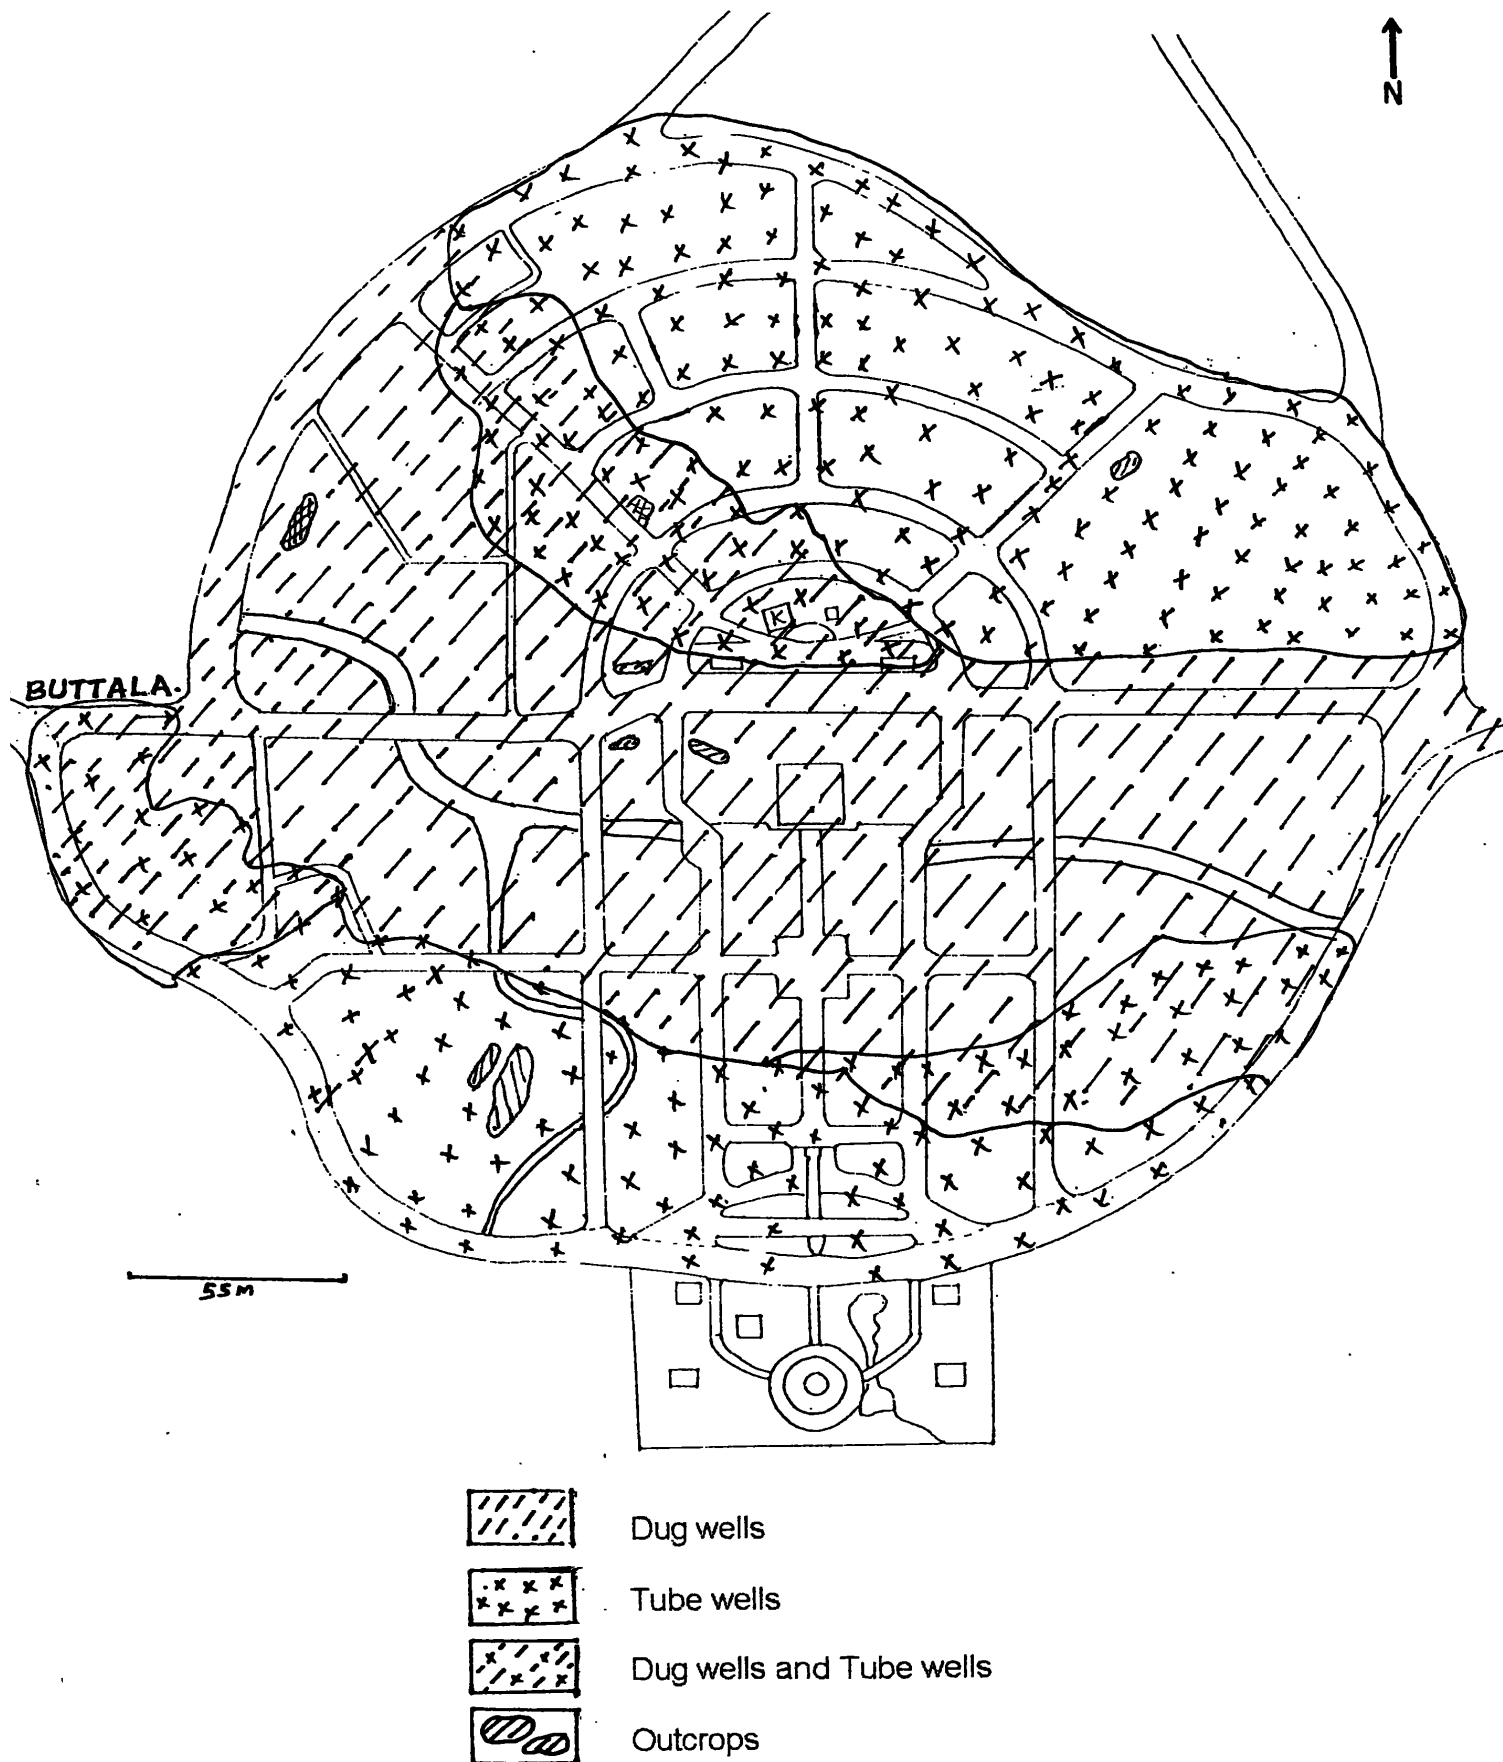 N
BUTTALA.
K
55M
Dug wells
Tube wells
Dug wells and Tube wells
Outcrops